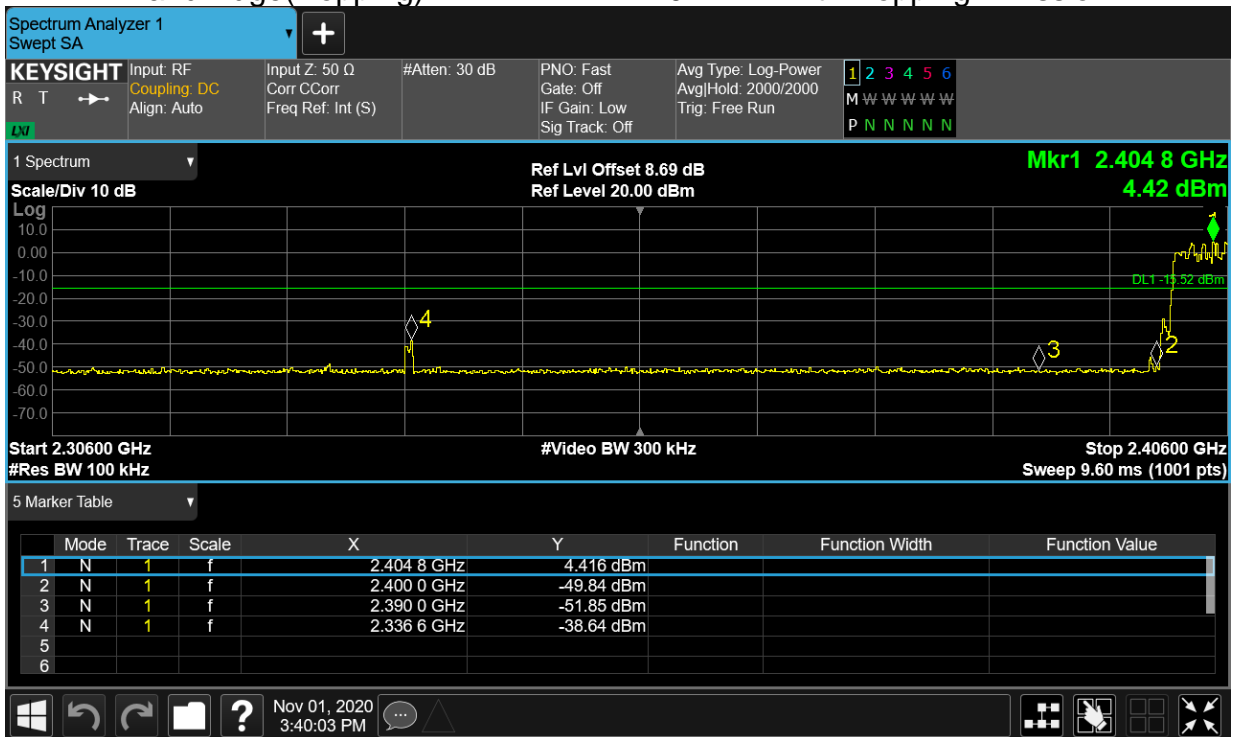 Spectrum Analyzer 1
Swept SA
KEYSIGHT
R T
LXI
Input: RF
Coupling: DC
Align: Auto
Input Z: 50 Ω
Corr CCorr
Freq Ref: Int (S)
#Atten: 30 dB
PNO: Fast
Gate: Off
IF Gain: Low
Sig Track: Off
Avg Type: Log-Power
Avg|Hold: 2000/2000
Trig: Free Run
1 2 3 4 5 6
M W W W W W
P N N N N N
1 Spectrum
Scale/Div 10 dB
Ref Lvl Offset 8.69 dB
Ref Level 20.00 dBm
Mkr1 2.404 8 GHz
4.42 dBm
Log
10.0
0.00
-10.0
-20.0
-30.0
-40.0
-50.0
-60.0
-70.0
DL1 -15.52 dBm
1
4
3
2
Start 2.30600 GHz
#Video BW 300 kHz
Stop 2.40600 GHz
#Res BW 100 kHz
Sweep 9.60 ms (1001 pts)
5 Marker Table
Mode Trace Scale X Y Function Function Width Function Value
1 N 1 f 2.404 8 GHz 4.416 dBm
2 N 1 f 2.400 0 GHz -49.84 dBm
3 N 1 f 2.390 0 GHz -51.85 dBm
4 N 1 f 2.336 6 GHz -38.64 dBm
5
6
?
Nov 01, 2020
3:40:03 PM